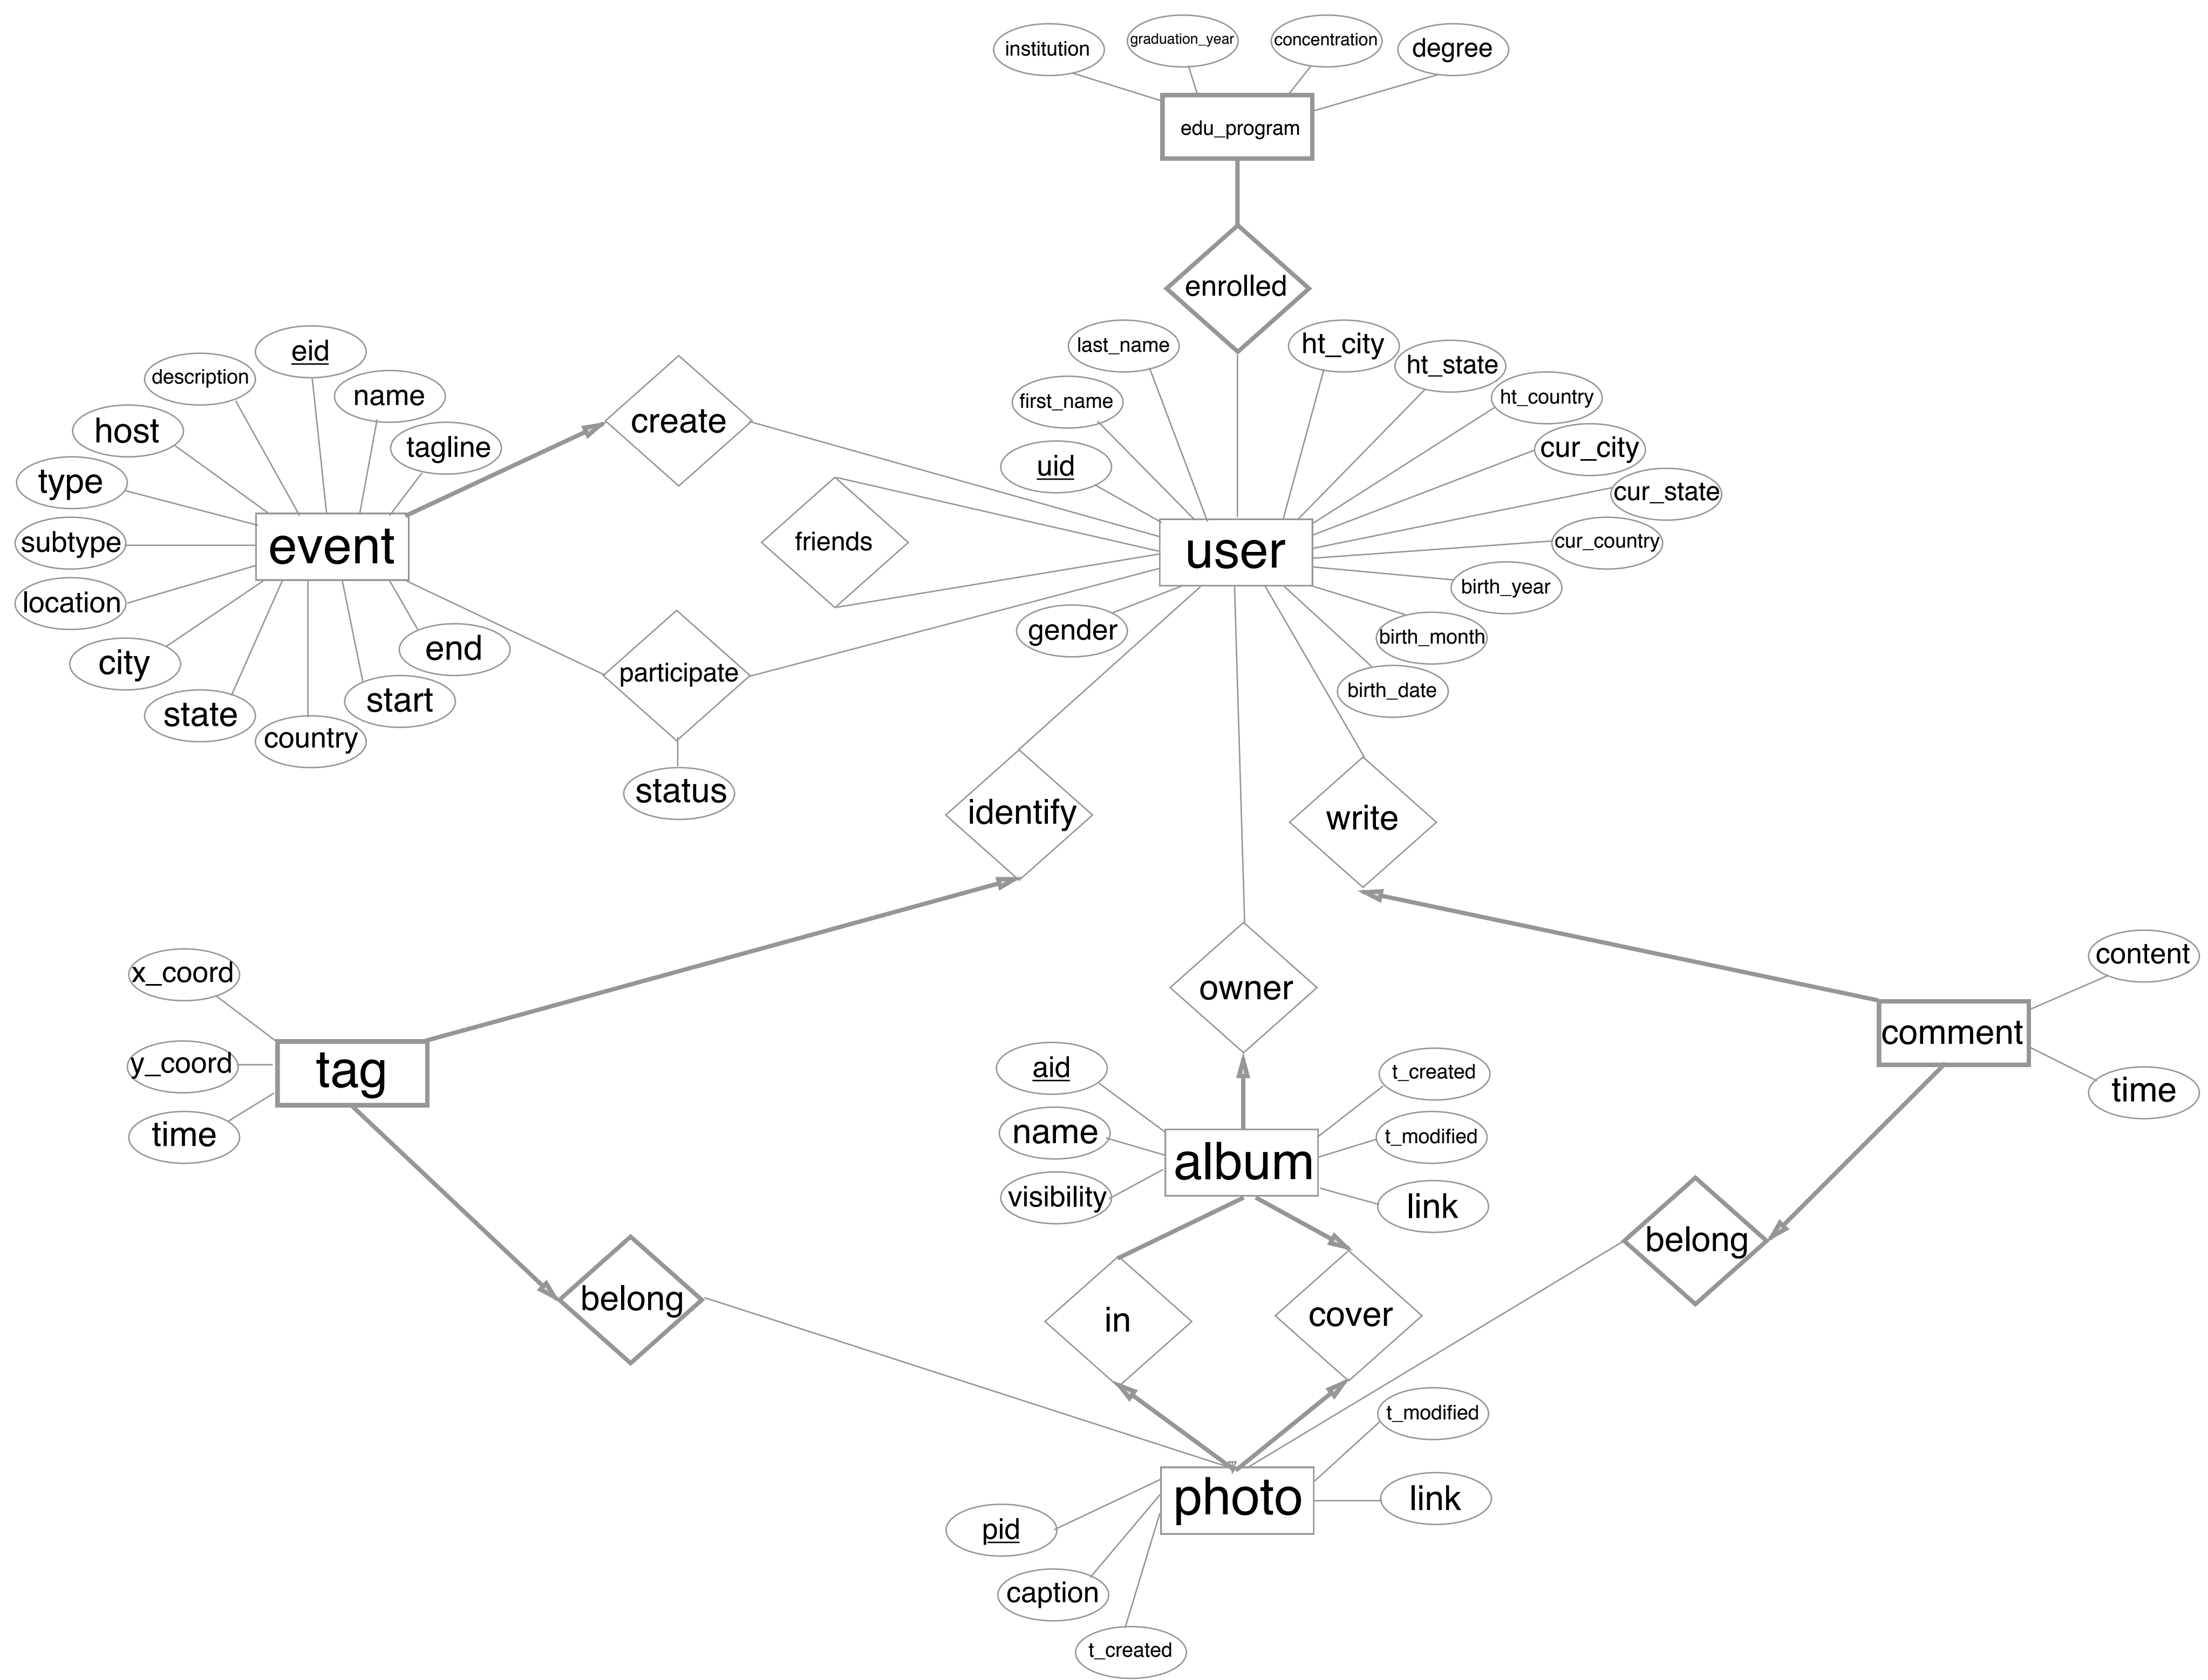 institution
graduation_year
concentration
degree
edu_program
enrolled
last_name
ht_city
ht_state
first_name
ht_country
uid
cur_city
cur_state
cur_country
user
birth_year
birth_month
birth_date
gender
eid
description
name
host
tagline
type
subtype
event
location
end
city
start
state
country
create
friends
participate
status
identify
write
owner
x_coord
y_coord
time
tag
content
comment
time
aid
t_created
name
t_modified
album
visibility
link
belong
in
cover
belong
t_modified
photo
link
pid
caption
t_created